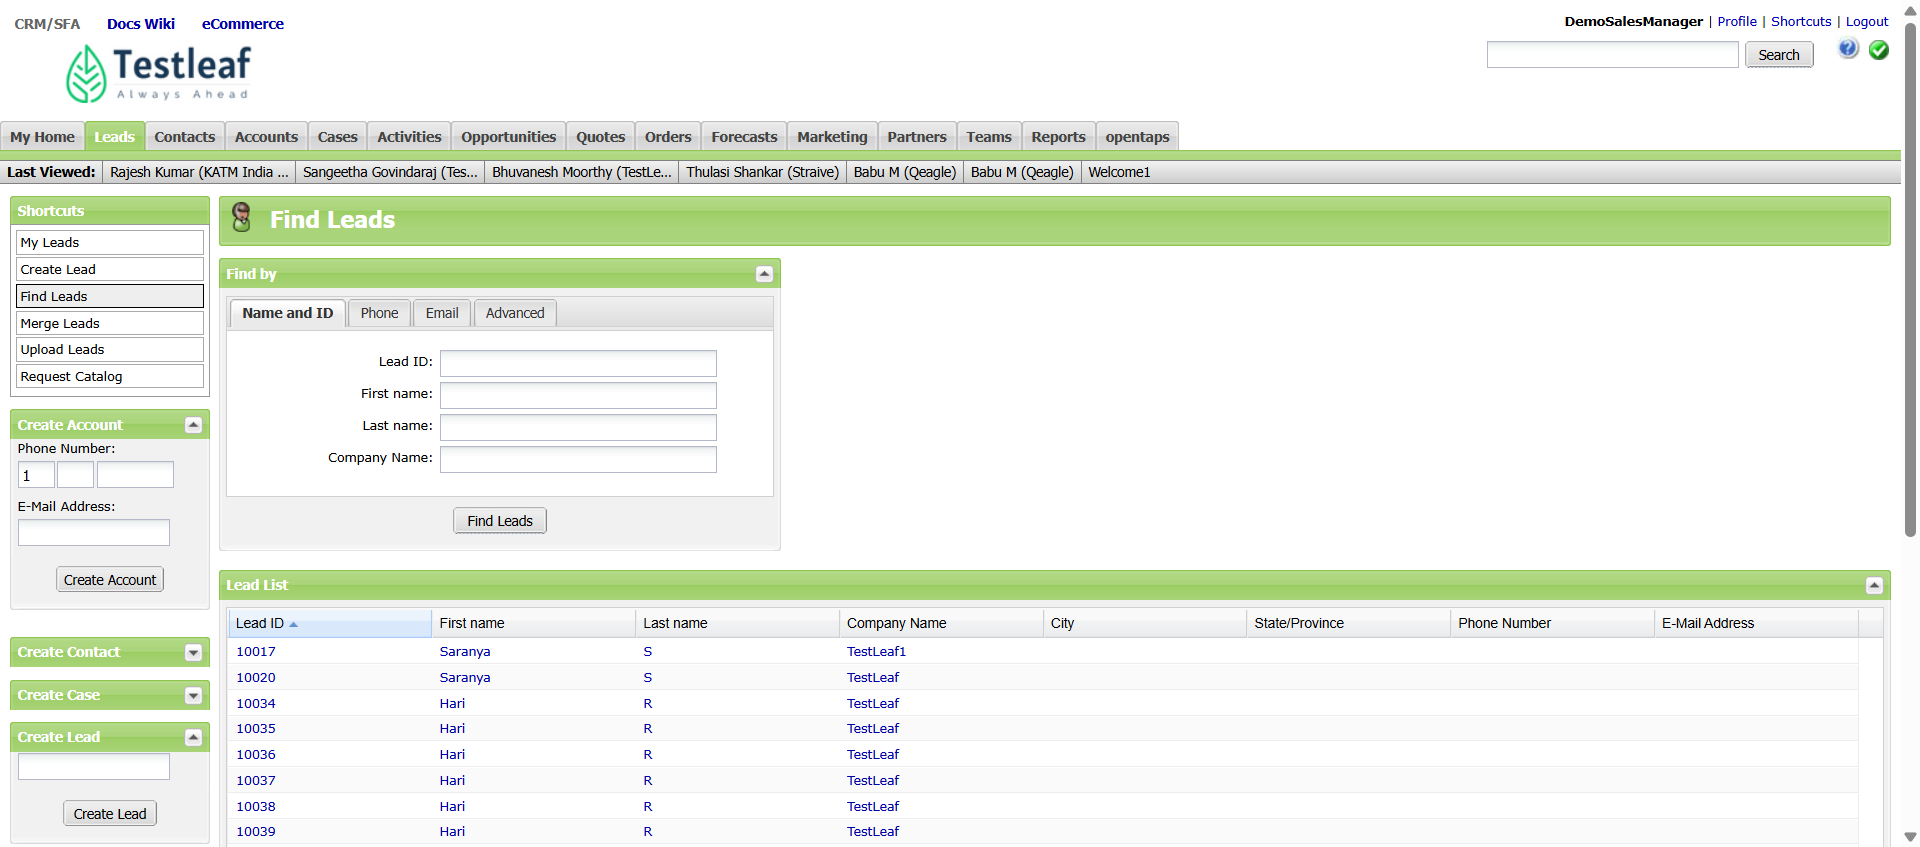 CRM/SFA Docs Wiki eCommerce
DemoSalesManager | Profile | Shortcuts | Logout
Testleaf
Always Ahead
Search
?
My Home Leads Contacts Accounts Cases Activities Opportunities Quotes Orders Forecasts Marketing Partners Teams Reports opentaps
Last Viewed: Rajesh Kumar (KATM India ... Sangeetha Govindaraj (Tes... Bhuvanesh Moorthy (TestLe... Thulasi Shankar (Straive) Babu M (Qeagle) Babu M (Qeagle) Welcome1
Shortcuts
My Leads
Create Lead
Find Leads
Merge Leads
Upload Leads
Request Catalog
Create Account
Phone Number:
1
E-Mail Address:
Create Account
Create Contact
Create Case
Create Lead
Create Lead
Find Leads
Find by
Name and ID Phone Email Advanced
Lead ID:
First name:
Last name:
Company Name:
Find Leads
Lead List
Lead ID First name Last name Company Name City State/Province Phone Number E-Mail Address
10017 Saranya S TestLeaf1
10020 Saranya S TestLeaf
10034 Hari R TestLeaf
10035 Hari R TestLeaf
10036 Hari R TestLeaf
10037 Hari R TestLeaf
10038 Hari R TestLeaf
10039 Hari R TestLeaf